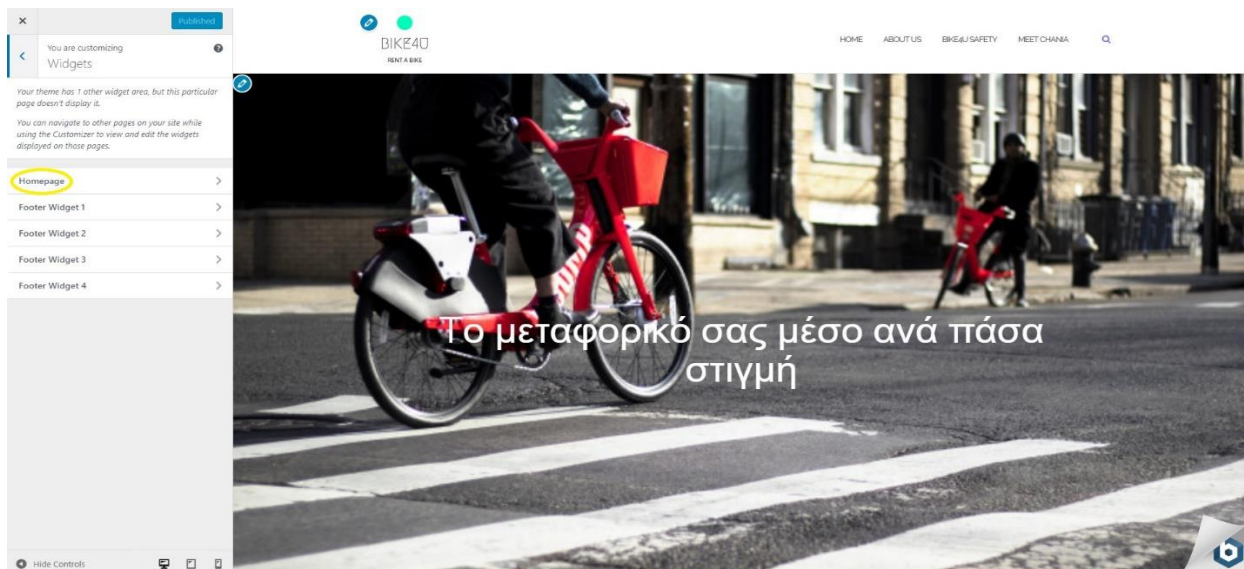 Published
You are customizing
Widgets
Your theme has 1 other widget area, but this particular
page doesn't display it.
You can navigate to other pages on your site while
using the Customizer to view and edit the widgets
displayed on those pages.
Homepage
Footer Widget 1
Footer Widget 2
Footer Widget 3
Footer Widget 4
Hide Controls
BIKE4U
RENT A BIKE
HOME ABOUT US BIKE4U SAFETY MEET CHANIA
JUMP
Το μεταφορικό σας μέσο ανά πάσα
στιγμή